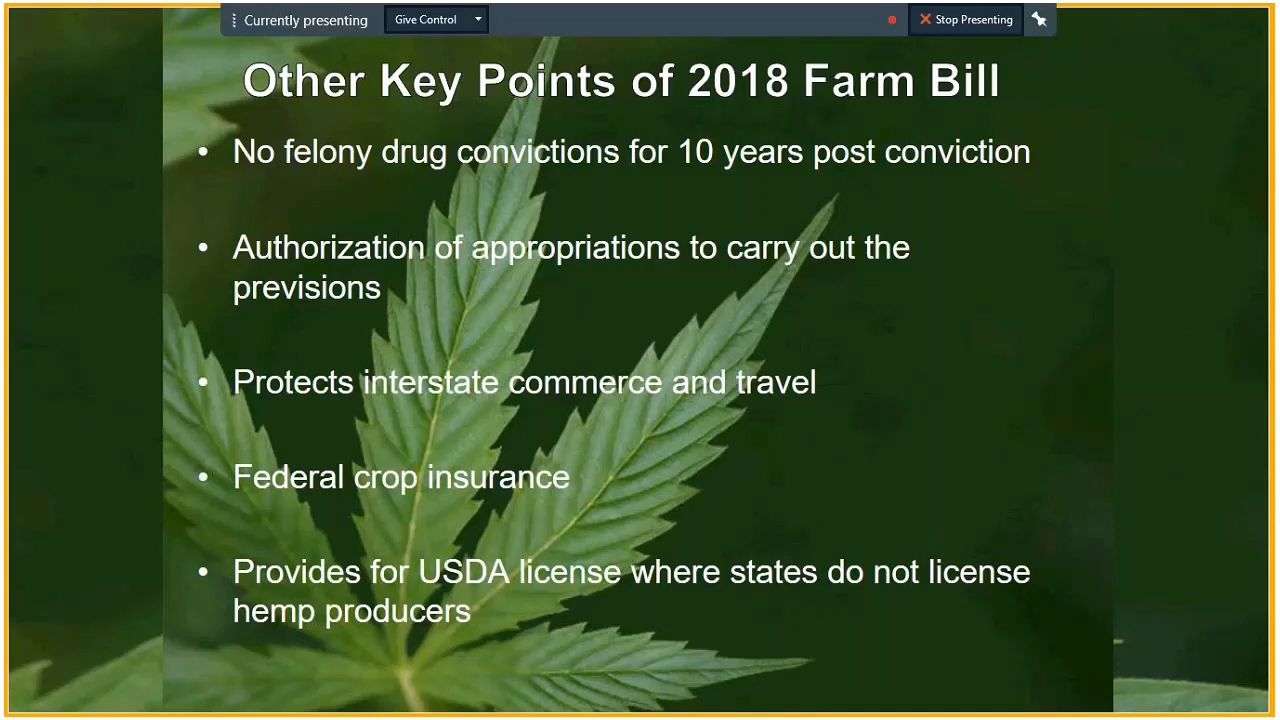 Currently presenting
Give Control
Stop Presenting
Other Key Points of 2018 Farm Bill
• No felony drug convictions for 10 years post conviction
• Authorization of appropriations to carry out the
previsions
• Protects interstate commerce and travel
• Federal crop insurance
• Provides for USDA license where states do not license
hemp producers